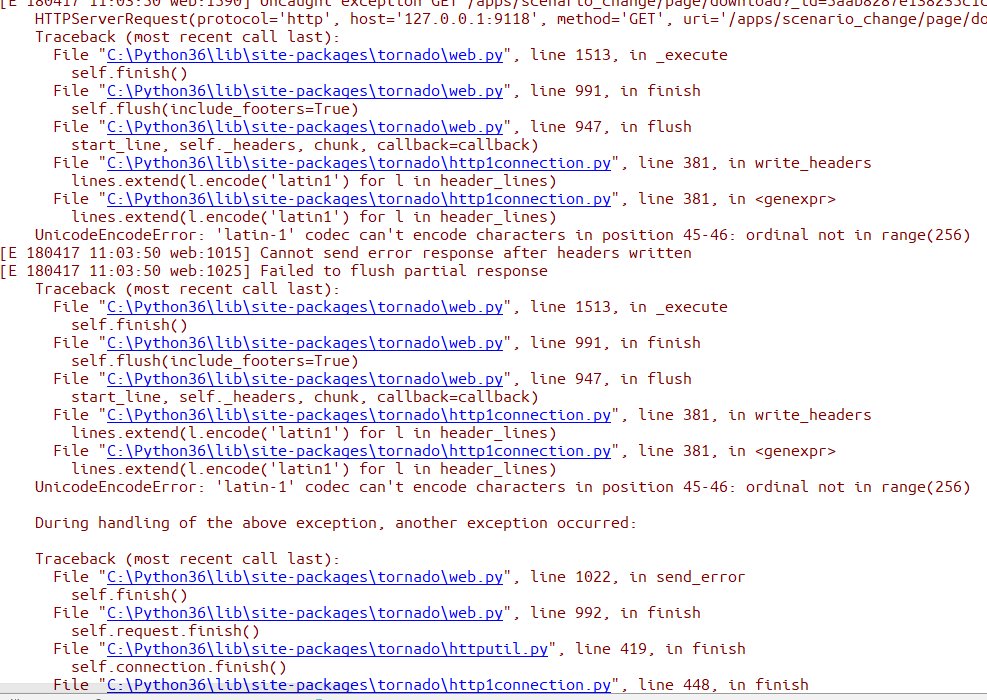 [E 180417 11:03:50 web:1590] Uncaught exception GET /apps/scenario_change/page/download?
HTTPServerRequest(protocol='http', host='127.0.0.1:9118', method='GET', uri='/apps/scenario_change/page/do
Traceback (most recent call last):
File "C:\Python36\lib\site-packages\tornado\web.py", line 1513, in _execute
self.finish()
File "C:\Python36\lib\site-packages\tornado\web.py", line 991, in finish
self.flush(include_footers=True)
File "C:\Python36\lib\site-packages\tornado\web.py", line 947, in flush
start_line, self._headers, chunk, callback=callback)
File "C:\Python36\lib\site-packages\tornado\http1connection.py", line 381, in write_headers
lines.extend(l.encode('latin1') for l in header_lines)
File "C:\Python36\lib\site-packages\tornado\http1connection.py", line 381, in <genexpr>
lines.extend(l.encode('latin1') for l in header_lines)
UnicodeEncodeError: 'latin-1' codec can't encode characters in position 45-46: ordinal not in range(256)
[E 180417 11:03:50 web:1015] Cannot send error response after headers written
[E 180417 11:03:50 web:1025] Failed to flush partial response
Traceback (most recent call last):
File "C:\Python36\lib\site-packages\tornado\web.py", line 1513, in _execute
self.finish()
File "C:\Python36\lib\site-packages\tornado\web.py", line 991, in finish
self.flush(include_footers=True)
File "C:\Python36\lib\site-packages\tornado\web.py", line 947, in flush
start_line, self._headers, chunk, callback=callback)
File "C:\Python36\lib\site-packages\tornado\http1connection.py", line 381, in write_headers
lines.extend(l.encode('latin1') for l in header_lines)
File "C:\Python36\lib\site-packages\tornado\http1connection.py", line 381, in <genexpr>
lines.extend(l.encode('latin1') for l in header_lines)
UnicodeEncodeError: 'latin-1' codec can't encode characters in position 45-46: ordinal not in range(256)
During handling of the above exception, another exception occurred:
Traceback (most recent call last):
File "C:\Python36\lib\site-packages\tornado\web.py", line 1022, in send_error
self.finish()
File "C:\Python36\lib\site-packages\tornado\web.py", line 992, in finish
self.request.finish()
File "C:\Python36\lib\site-packages\tornado\httputil.py", line 419, in finish
self.connection.finish()
File "C:\Python36\lib\site-packages\tornado\http1connection.py", line 448, in finish